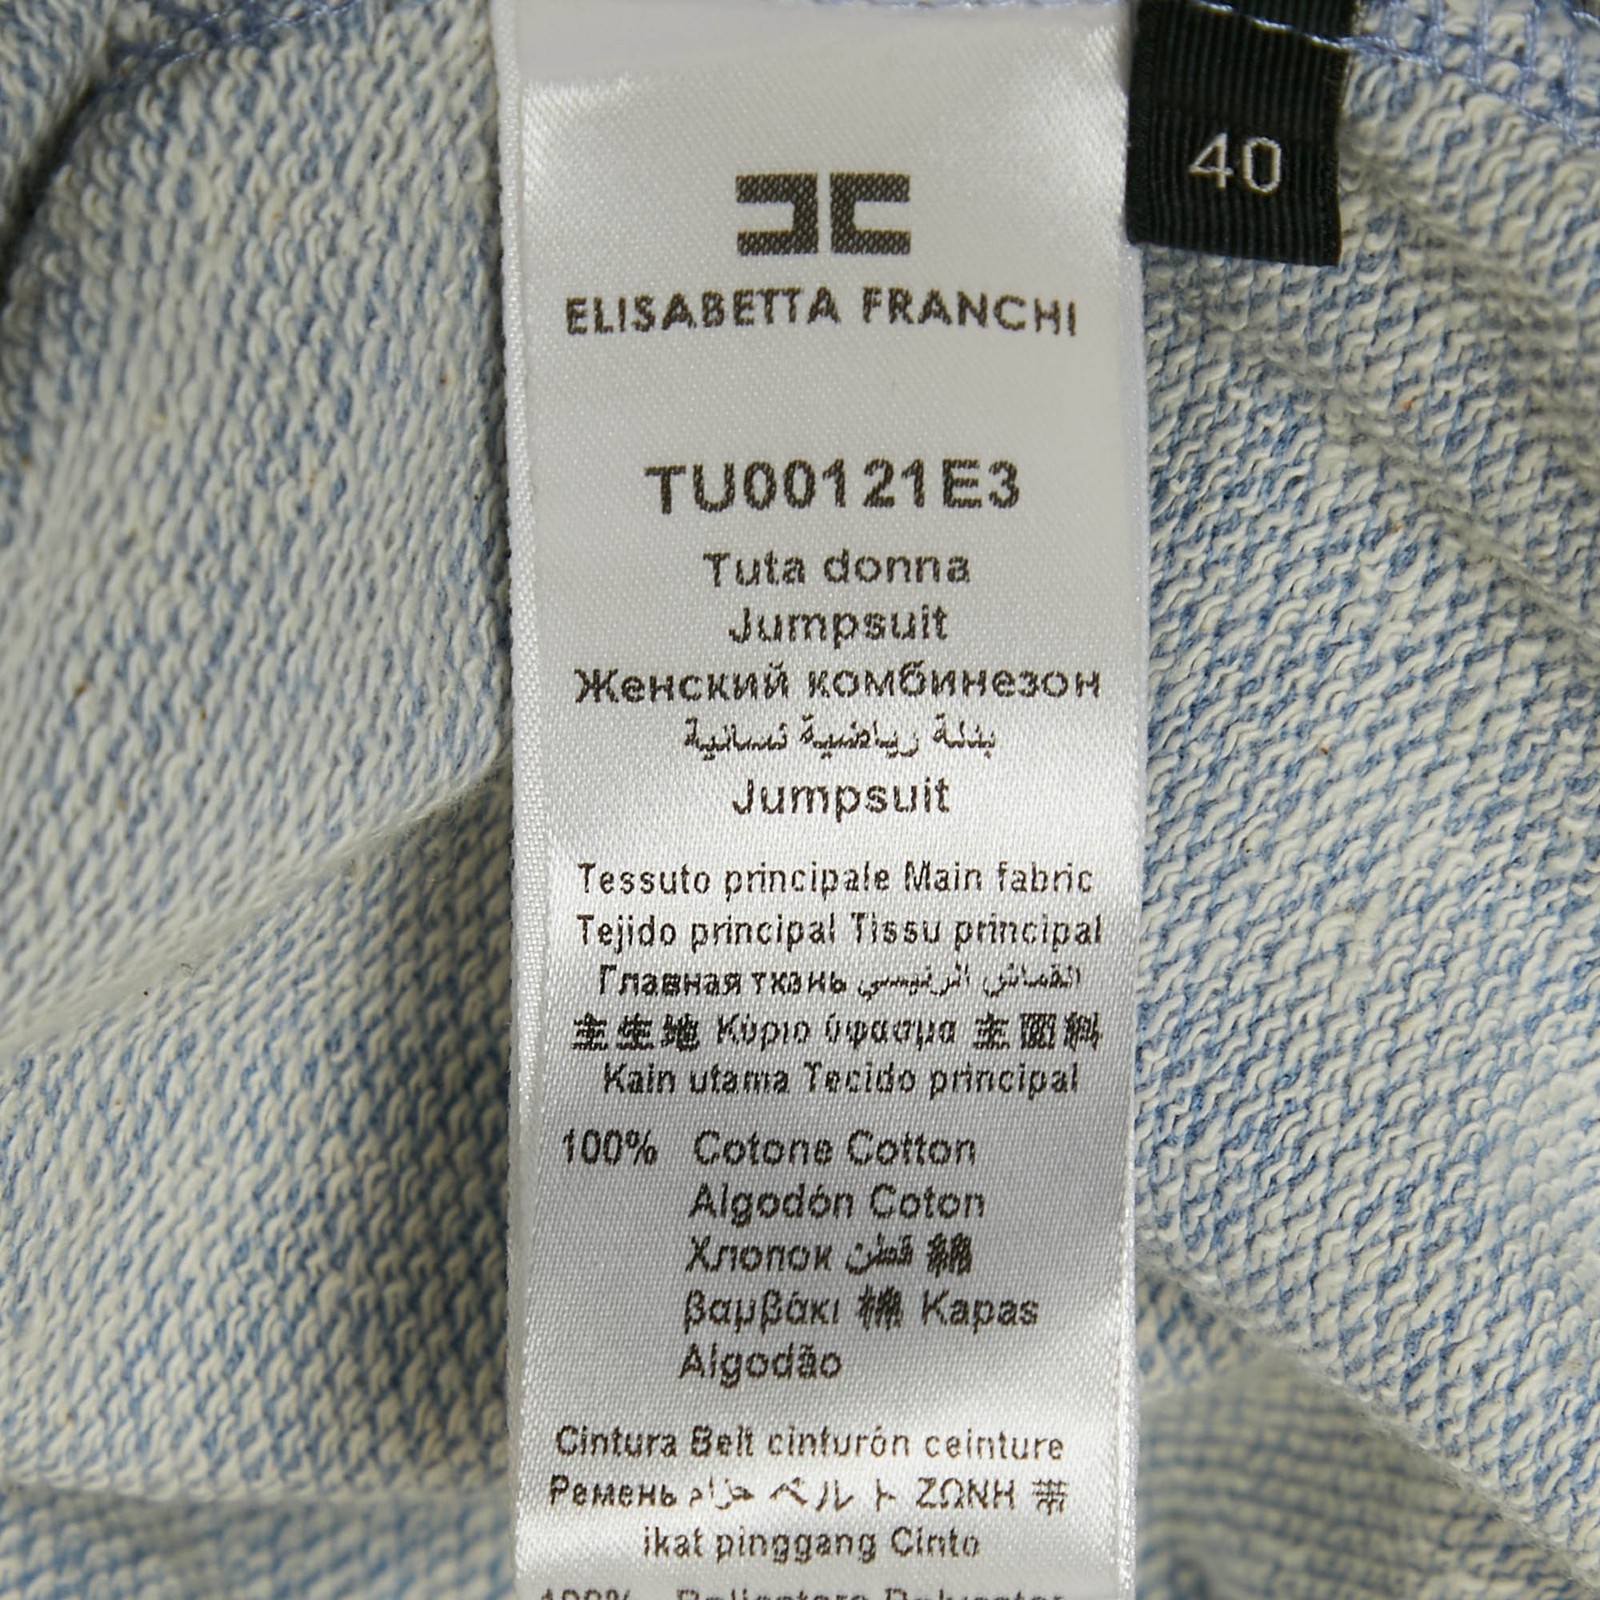 40
ELISABETTA FRANCHI
TU00121E3
Tuta donna
Jumpsuit
Женский комбинезон
بدلة رياضية نسائية
Jumpsuit
Tessuto principale Main fabric
Tejido principal Tissu principal
Главная ткань القماش الرئيسي
主生地 Κύριο ύφασμα 主面料
Kain utama Tecido principal
100% Cotone Cotton
Algodón Coton
Хлопок قطن 綿
βαμβάκι 棉 Kapas
Algodão
Cintura Belt cinturón ceinture
Ремень حزام ベルト ΖΩΝΗ 带
ikat pinggang Cinto
100% Poliestere Polyester